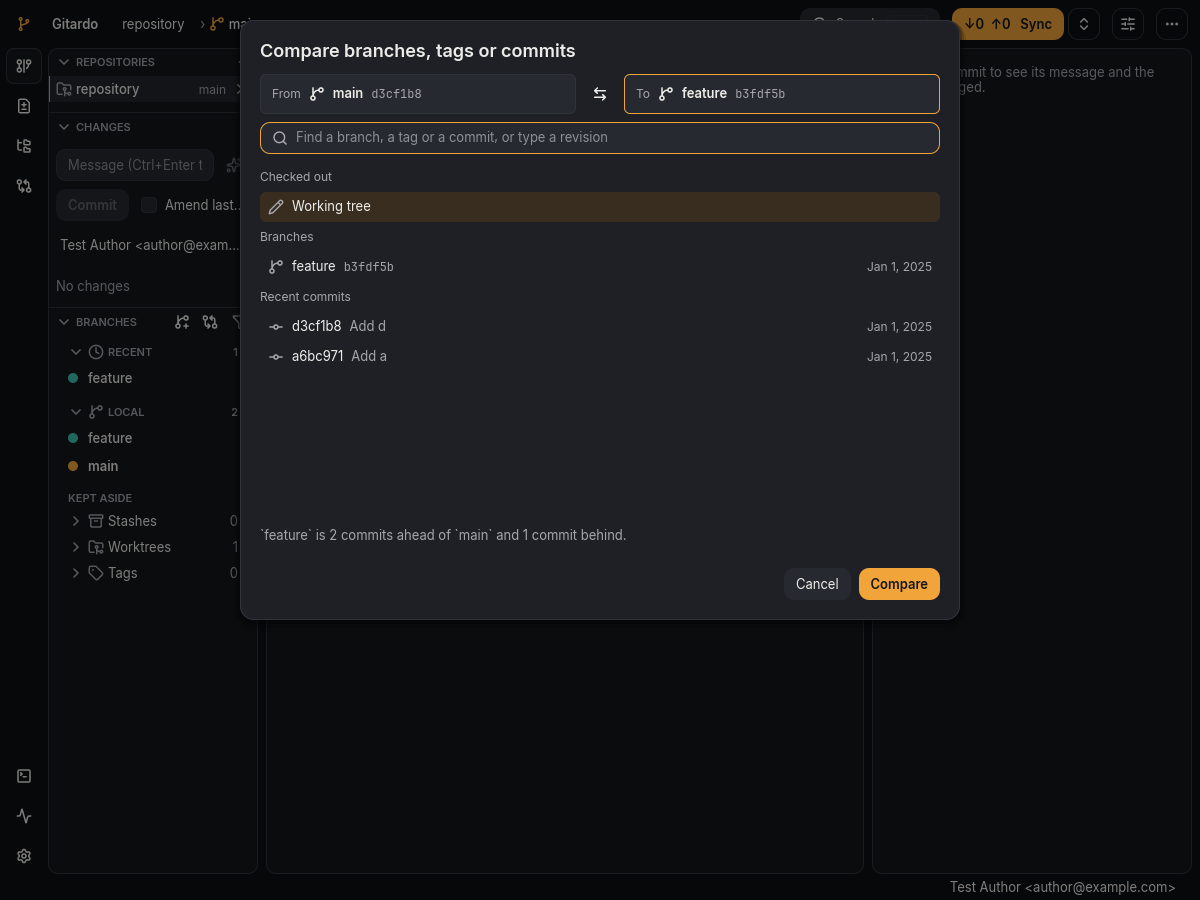 Gitardo
repository
main
↓0 ↑0 Sync
REPOSITORIES
repository main
CHANGES
Message (Ctrl+Enter t
Commit
Amend last...
Test Author <author@exam...
No changes
BRANCHES
RECENT 1
feature
LOCAL 2
feature
main
KEPT ASIDE
Stashes 0
Worktrees 1
Tags 0
Compare branches, tags or commits
From main d3cf1b8
To feature b3fdf5b
Find a branch, a tag or a commit, or type a revision
Checked out
Working tree
Branches
feature b3fdf5b Jan 1, 2025
Recent commits
d3cf1b8 Add d Jan 1, 2025
a6bc971 Add a Jan 1, 2025
`feature` is 2 commits ahead of `main` and 1 commit behind.
Cancel
Compare
mmit to see its message and the
ged.
Test Author <author@example.com>